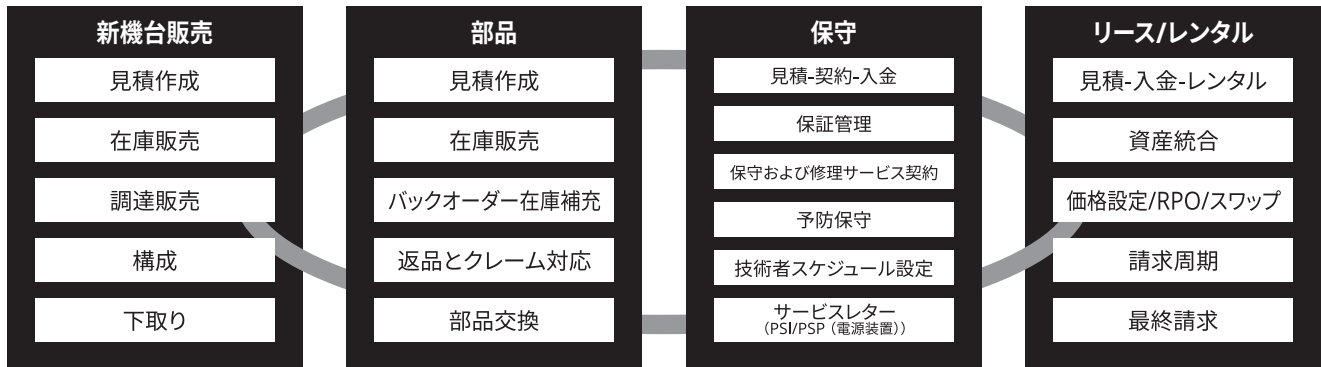 新機台販売
見積作成
在庫販売
調達販売
構成
下取り
部品
見積作成
在庫販売
バックオーダー在庫補充
返品とクレーム対応
部品交換
保守
見積-契約-入金
保証管理
保守および修理サービス契約
予防保守
技術者スケジュール設定
サービスレター
（PSI/PSP（電源装置））
リース/レンタル
見積-入金-レンタル
資産統合
価格設定/RPO/スワップ
請求周期
最終請求